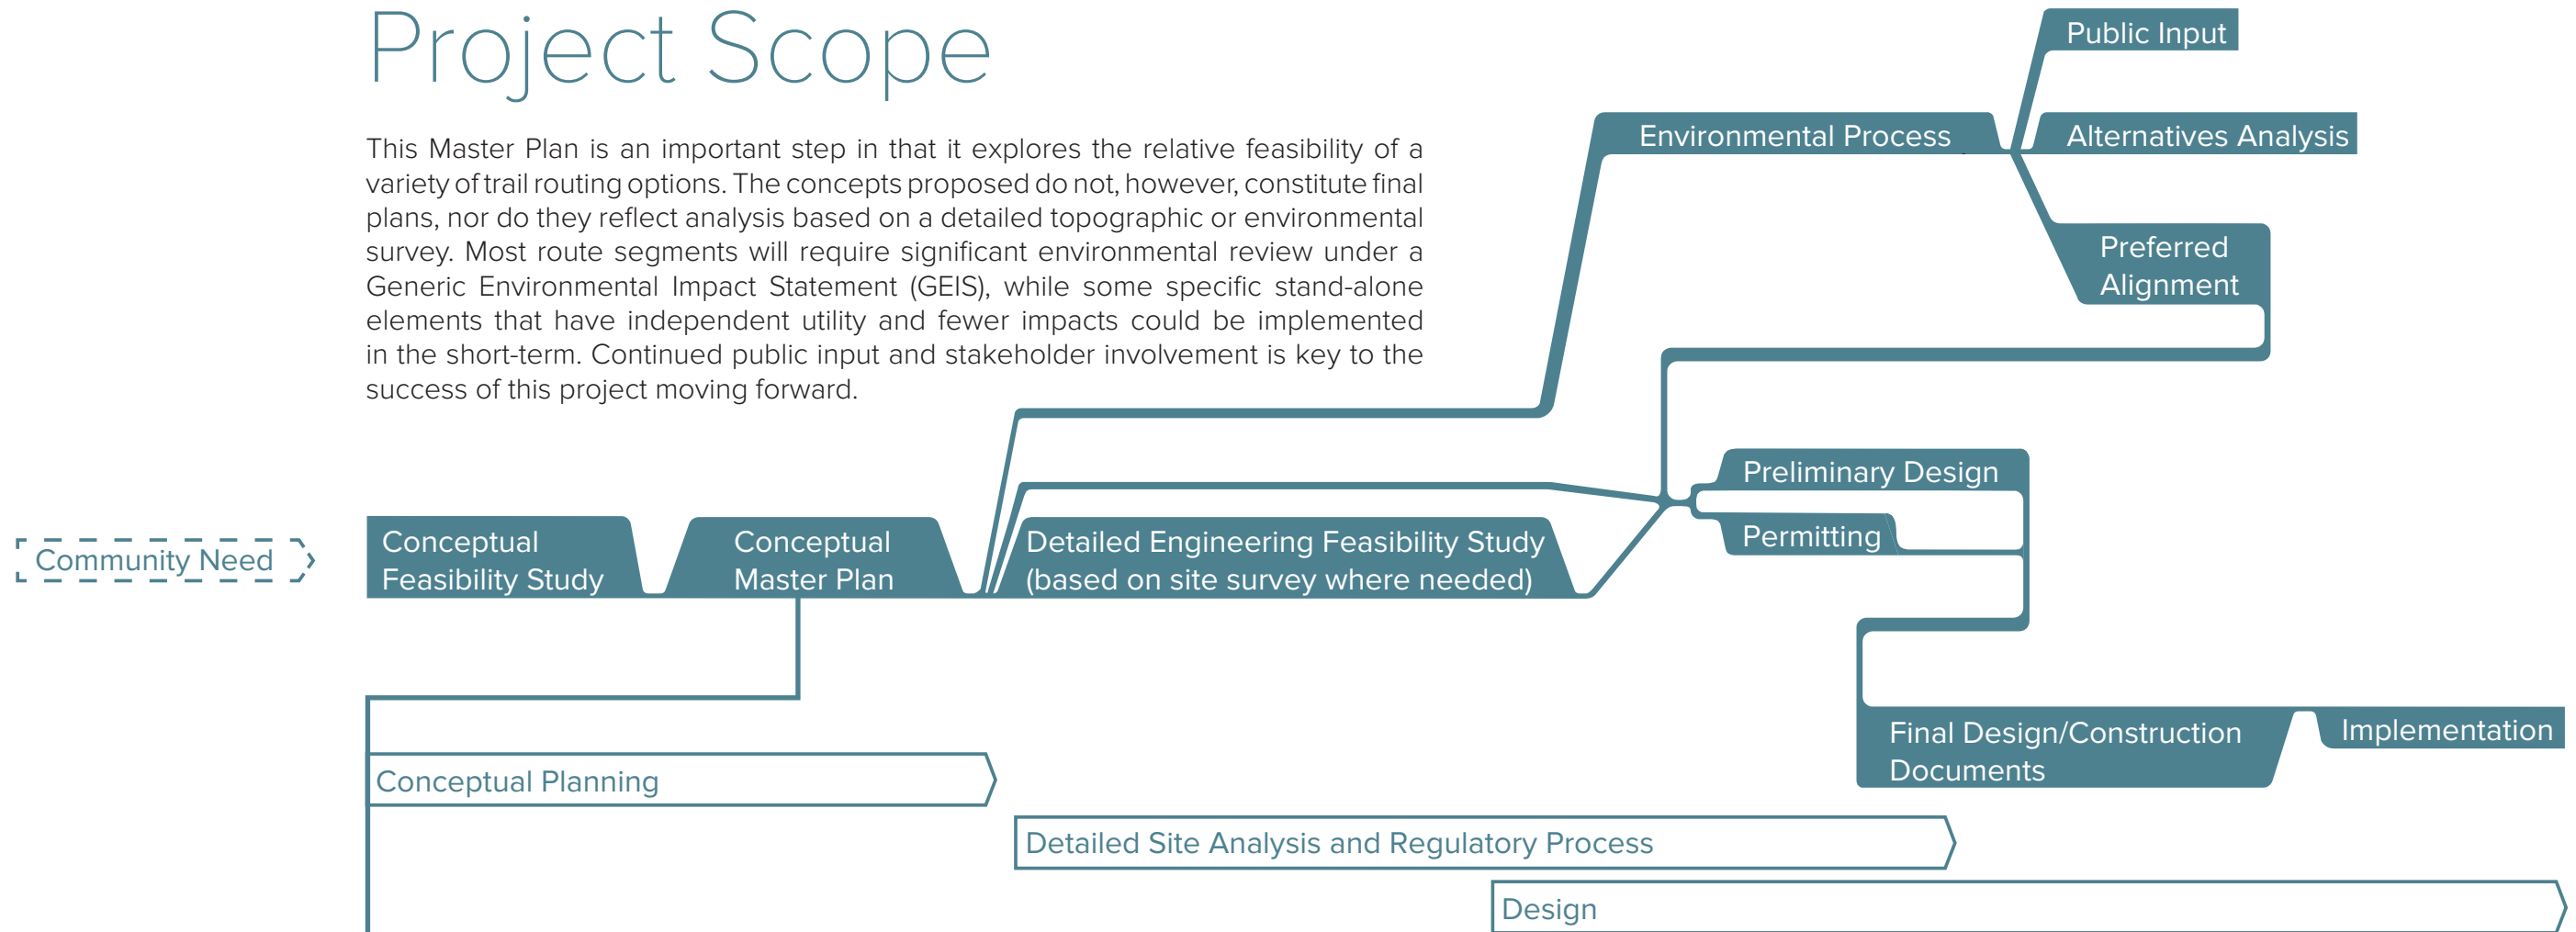 Project Scope
This Master Plan is an important step in that it explores the relative feasibility of a
variety of trail routing options. The concepts proposed do not, however, constitute final
plans, nor do they reflect analysis based on a detailed topographic or environmental
survey. Most route segments will require significant environmental review under a
Generic Environmental Impact Statement (GEIS), while some specific stand-alone
elements that have independent utility and fewer impacts could be implemented
in the short-term. Continued public input and stakeholder involvement is key to the
success of this project moving forward.
Public Input
Environmental Process
Alternatives Analysis
Preferred
Alignment
Community Need
Conceptual
Feasibility Study
Conceptual
Master Plan
Detailed Engineering Feasibility Study
(based on site survey where needed)
Preliminary Design
Permitting
Final Design/Construction
Documents
Implementation
Conceptual Planning
Detailed Site Analysis and Regulatory Process
Design